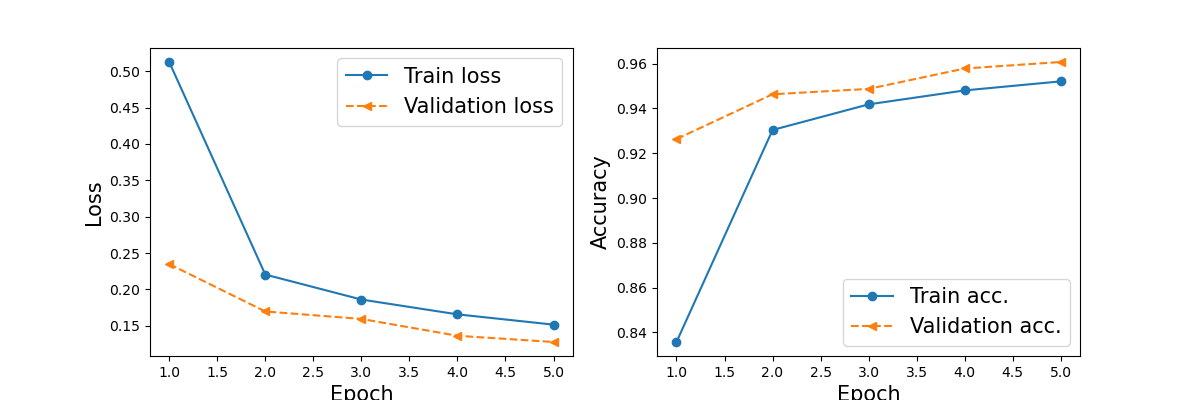 Loss
0.50
0.45
0.40
0.35
0.30
0.25
0.20
0.15
1.0 1.5 2.0 2.5 3.0 3.5 4.0 4.5 5.0
Epoch
Train loss
Validation loss
Accuracy
0.96
0.94
0.92
0.90
0.88
0.86
0.84
1.0 1.5 2.0 2.5 3.0 3.5 4.0 4.5 5.0
Epoch
Train acc.
Validation acc.